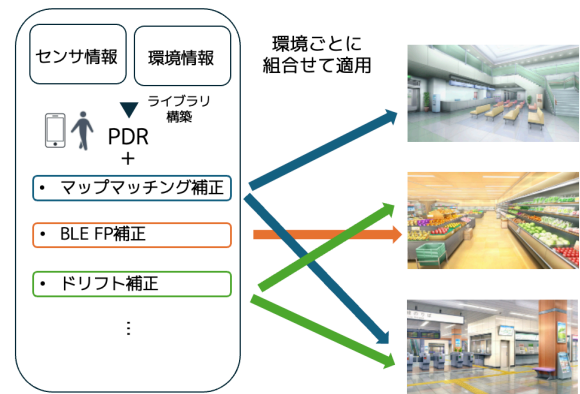 センサ情報
環境情報
ライブラリ
構築
PDR
+
• マップマッチング補正
• BLE FP補正
• ドリフト補正
⋮
環境ごとに
組合せて適用